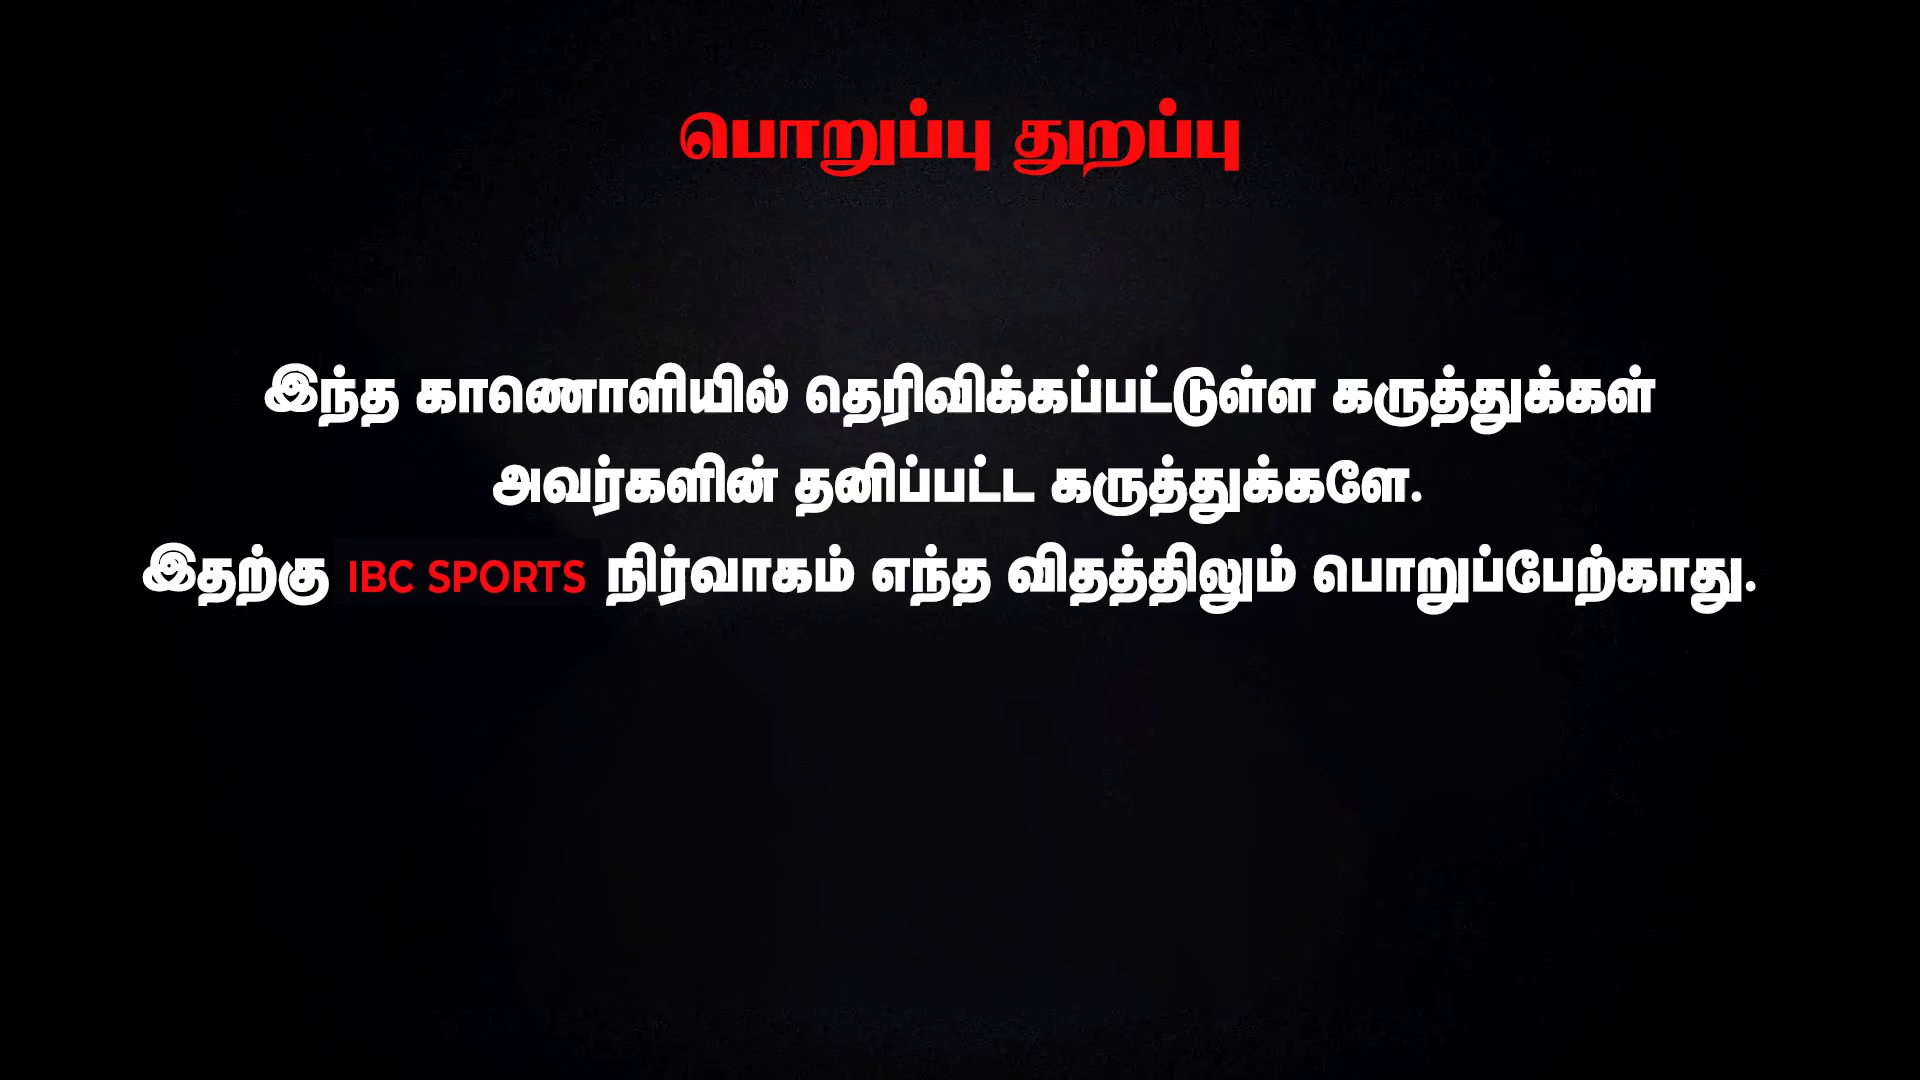 பொறுப்பு துறப்பு
இந்த காணொளியில் தெரிவிக்கப்பட்டுள்ள கருத்துக்கள்
அவர்களின் தனிப்பட்ட கருத்துக்களே.
இதற்கு IBC SPORTS நிர்வாகம் எந்த விதத்திலும் பொறுப்பேற்காது.